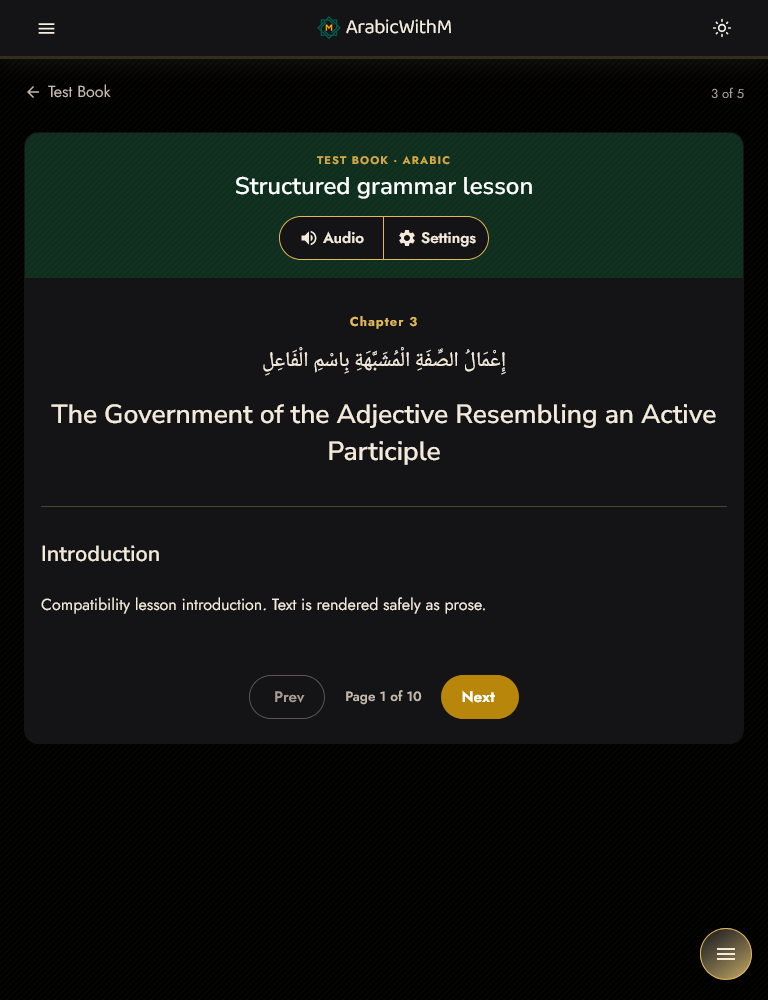 M ArabicWithM
Test Book
3 of 5
TEST BOOK · ARABIC
Structured grammar lesson
Audio
Settings
Chapter 3
إِعْمَالُ الصِّفَةِ الْمُشَبَّهَةِ بِاسْمِ الْفَاعِلِ
The Government of the Adjective Resembling an Active
Participle
Introduction
Compatibility lesson introduction. Text is rendered safely as prose.
Prev
Page 1 of 10
Next